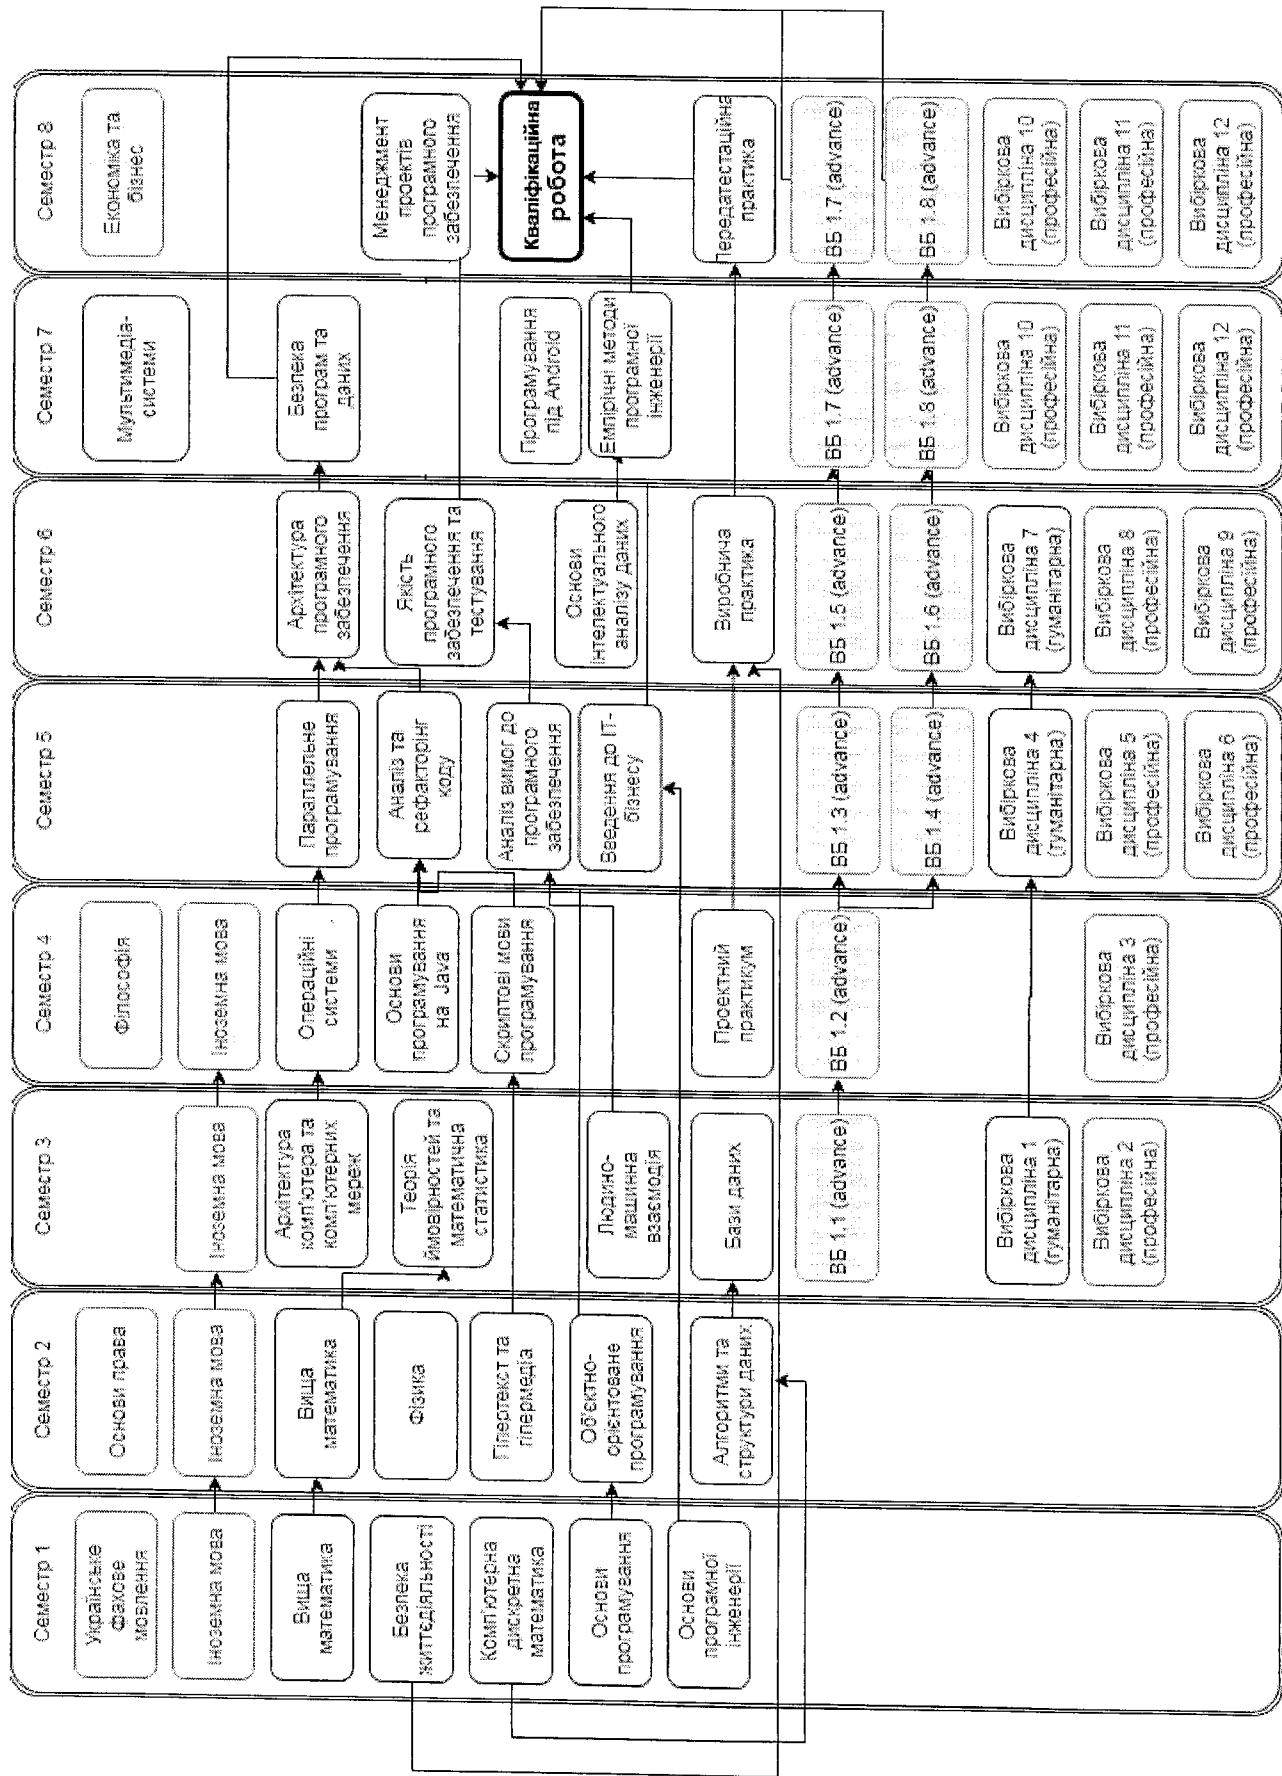 Семестр 1
Українське
фахове
мовлення
Іноземна мова
Вища
математика
Безпека
життєдіяльності
Комп'ютерна
дискретна
математика
Основи
програмування
Основи
програмної
інженерії
Семестр 2
Основи права
Іноземна мова
Вища
математика
Фізика
Гіпертекст та
гіпермедіа
Об'єктно-
орієнтоване
програмування
Алгоритми та
структури даних
Семестр 3
Іноземна мова
Архітектура
комп'ютера та
комп'ютерних
мереж
Теорія
ймовірностей та
математична
статистика
Людино-
машинна
взаємодія
Бази даних
ВБ 1.1 (advance)
Вибіркова
дисципліна 1
(гуманітарна)
Вибіркова
дисципліна 2
(професійна)
Семестр 4
Філософія
Іноземна мова
Операційні
системи
Основи
програмування
на Java
Скриптові мови
програмування
Проектний
практикум
ВБ 1.2 (advance)
Вибіркова
дисципліна 3
(професійна)
Семестр 5
Параллельне
програмування
Аналіз та
рефакторінг
коду
Аналіз вимог до
програмного
забезпечення
Введення до ІТ-
бізнесу
ВБ 1.3 (advance)
ВБ 1.4 (advance)
Вибіркова
дисципліна 4
(гуманітарна)
Вибіркова
дисципліна 5
(професійна)
Вибіркова
дисципліна 6
(професійна)
Семестр 6
Архітектура
програмного
забезпечення
Якість
програмного
забезпечення та
тестування
Основи
інтелектуального
аналізу даних
Виробнича
практика
ВБ 1.5 (advance)
ВБ 1.6 (advance)
Вибіркова
дисципліна 7
(гуманітарна)
Вибіркова
дисципліна 8
(професійна)
Вибіркова
дисципліна 9
(професійна)
Семестр 7
Мультимедіа-
системи
Безпека
програм та
даних
Програмування
під Android
Емпіричні методи
програмної
інженерії
ВБ 1.7 (advance)
ВБ 1.8 (advance)
Вибіркова
дисципліна 10
(професійна)
Вибіркова
дисципліна 11
(професійна)
Вибіркова
дисципліна 12
(професійна)
Семестр 8
Економіка та
бізнес
Менеджмент
проектів
програмного
забезпечення
Кваліфікаційна
робота
Передатестаційна
практика
ВБ 1.7 (advance)
ВБ 1.8 (advance)
Вибіркова
дисципліна 10
(професійна)
Вибіркова
дисципліна 11
(професійна)
Вибіркова
дисципліна 12
(професійна)